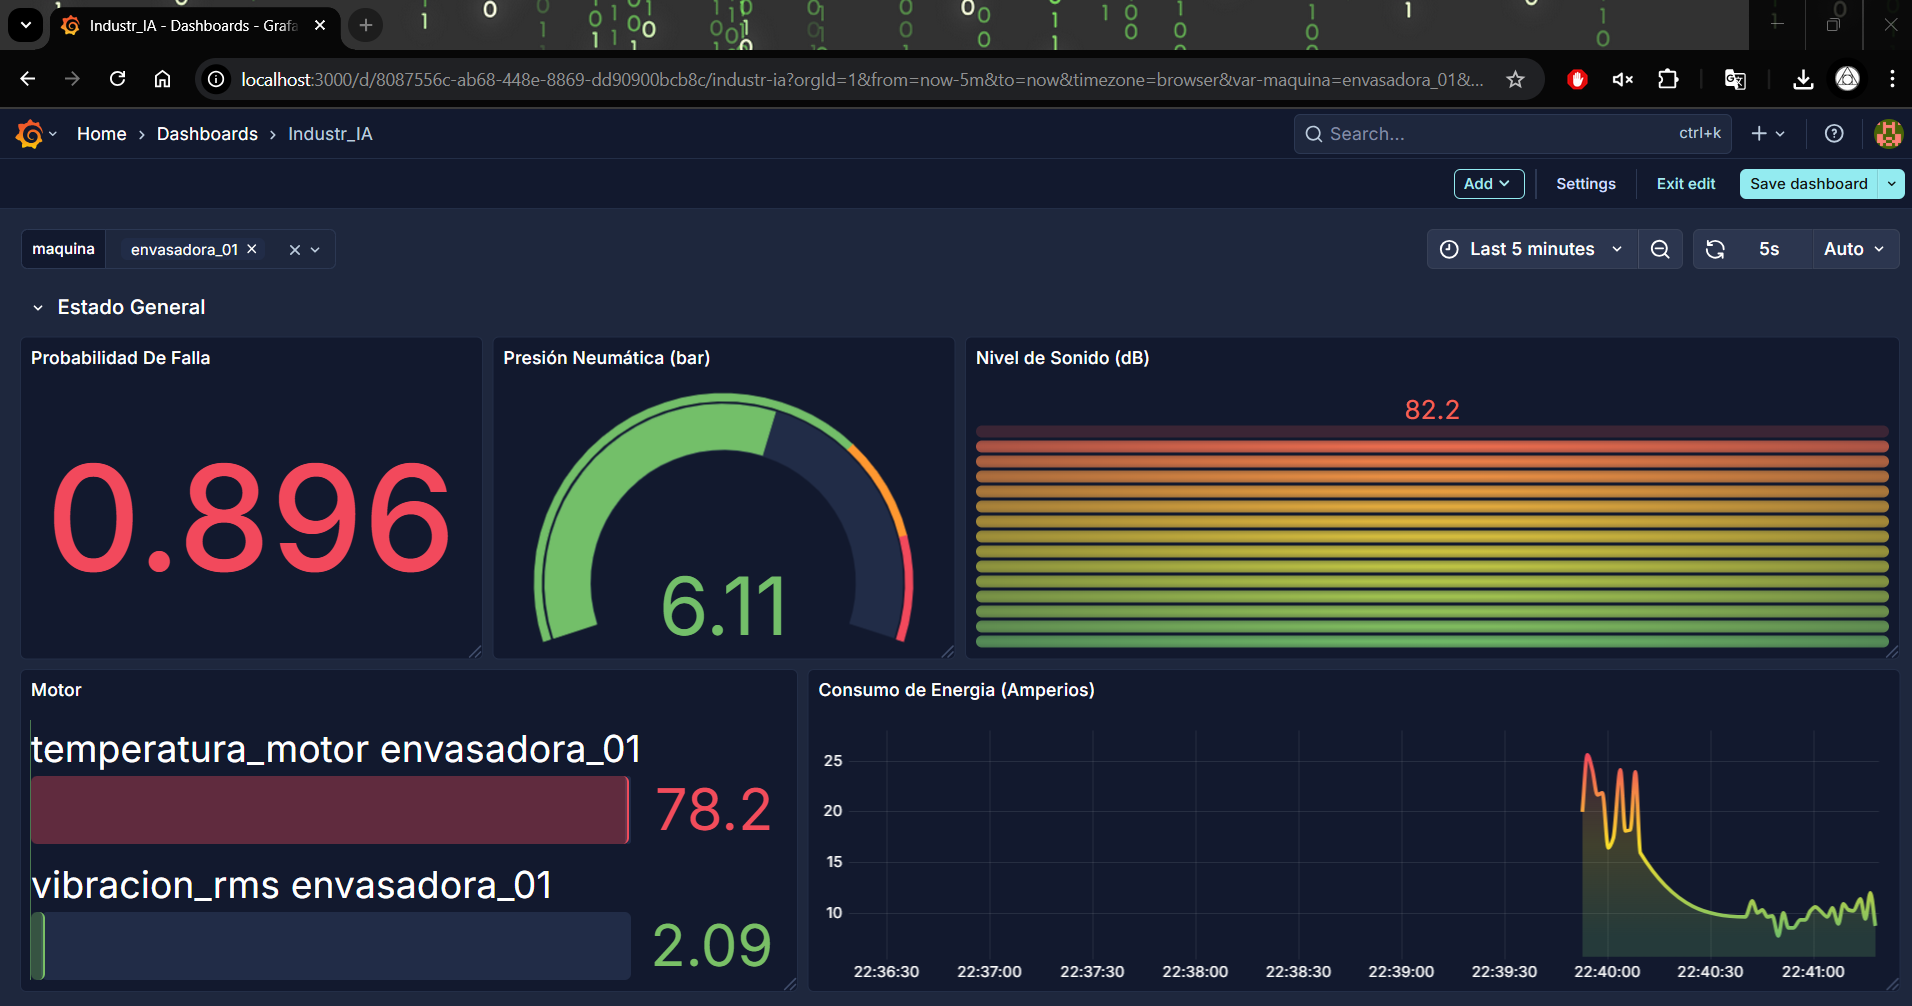 Industr_IA - Dashboards - Grafa
localhost:3000/d/8087556c-ab68-448e-8869-dd90900bcb8c/industr-ia?orgId=1&from=now-5m&to=now&timezone=browser&var-maquina=envasadora_01&...
Home › Dashboards › Industr_IA
Search... ctrl+k
Add Settings Exit edit Save dashboard
maquina envasadora_01
Last 5 minutes 5s Auto
Estado General
Probabilidad De Falla
0.896
Presión Neumática (bar)
6.11
Nivel de Sonido (dB)
82.2
Motor
temperatura_motor envasadora_01
78.2
vibracion_rms envasadora_01
2.09
Consumo de Energia (Amperios)
25
20
15
10
22:36:30 22:37:00 22:37:30 22:38:00 22:38:30 22:39:00 22:39:30 22:40:00 22:40:30 22:41:00